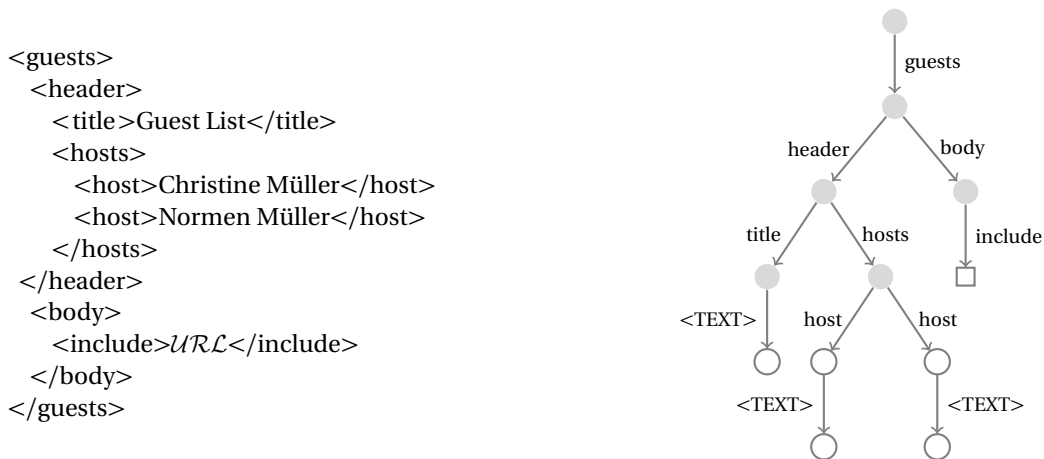 <guests>
<header>
<title>Guest List</title>
<hosts>
<host>Christine Müller</host>
<host>Normen Müller</host>
</hosts>
</header>
<body>
<include>𝒰ℛℒ</include>
</body>
</guests>
guests
header
body
title
hosts
include
<TEXT>
host
host
<TEXT>
<TEXT>